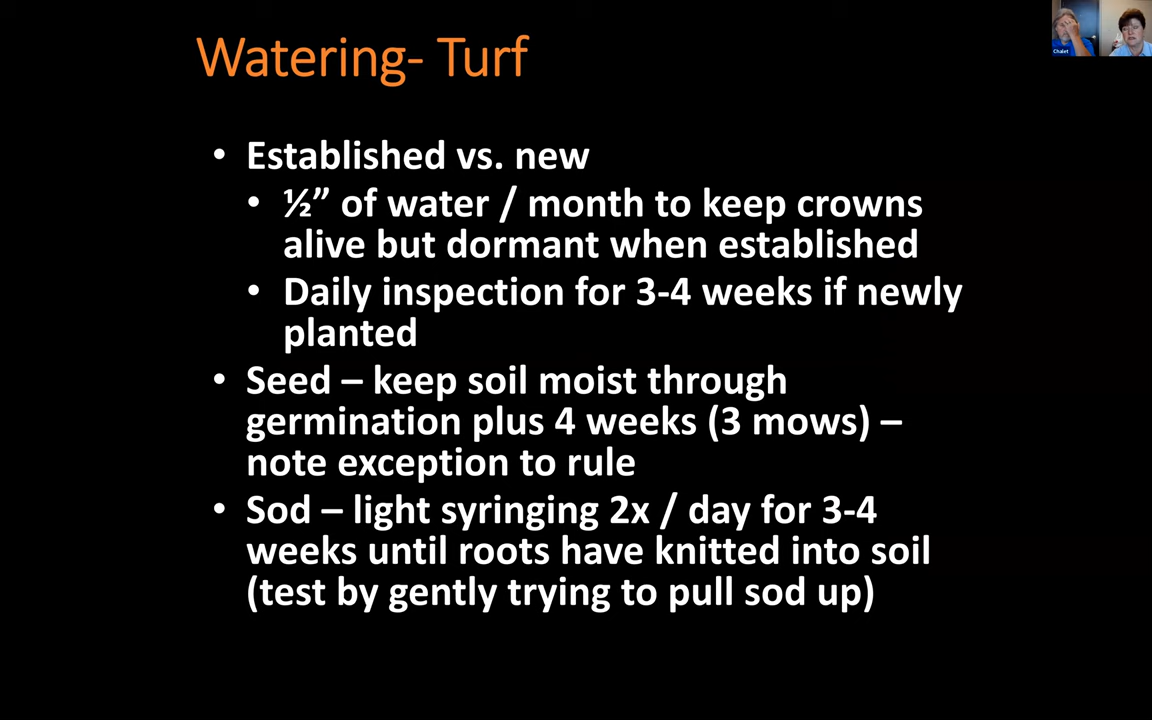 Watering- Turf
Chalet
• Established vs. new
• ½” of water / month to keep crowns
alive but dormant when established
• Daily inspection for 3-4 weeks if newly
planted
• Seed – keep soil moist through
germination plus 4 weeks (3 mows) –
note exception to rule
• Sod – light syringing 2x / day for 3-4
weeks until roots have knitted into soil
(test by gently trying to pull sod up)